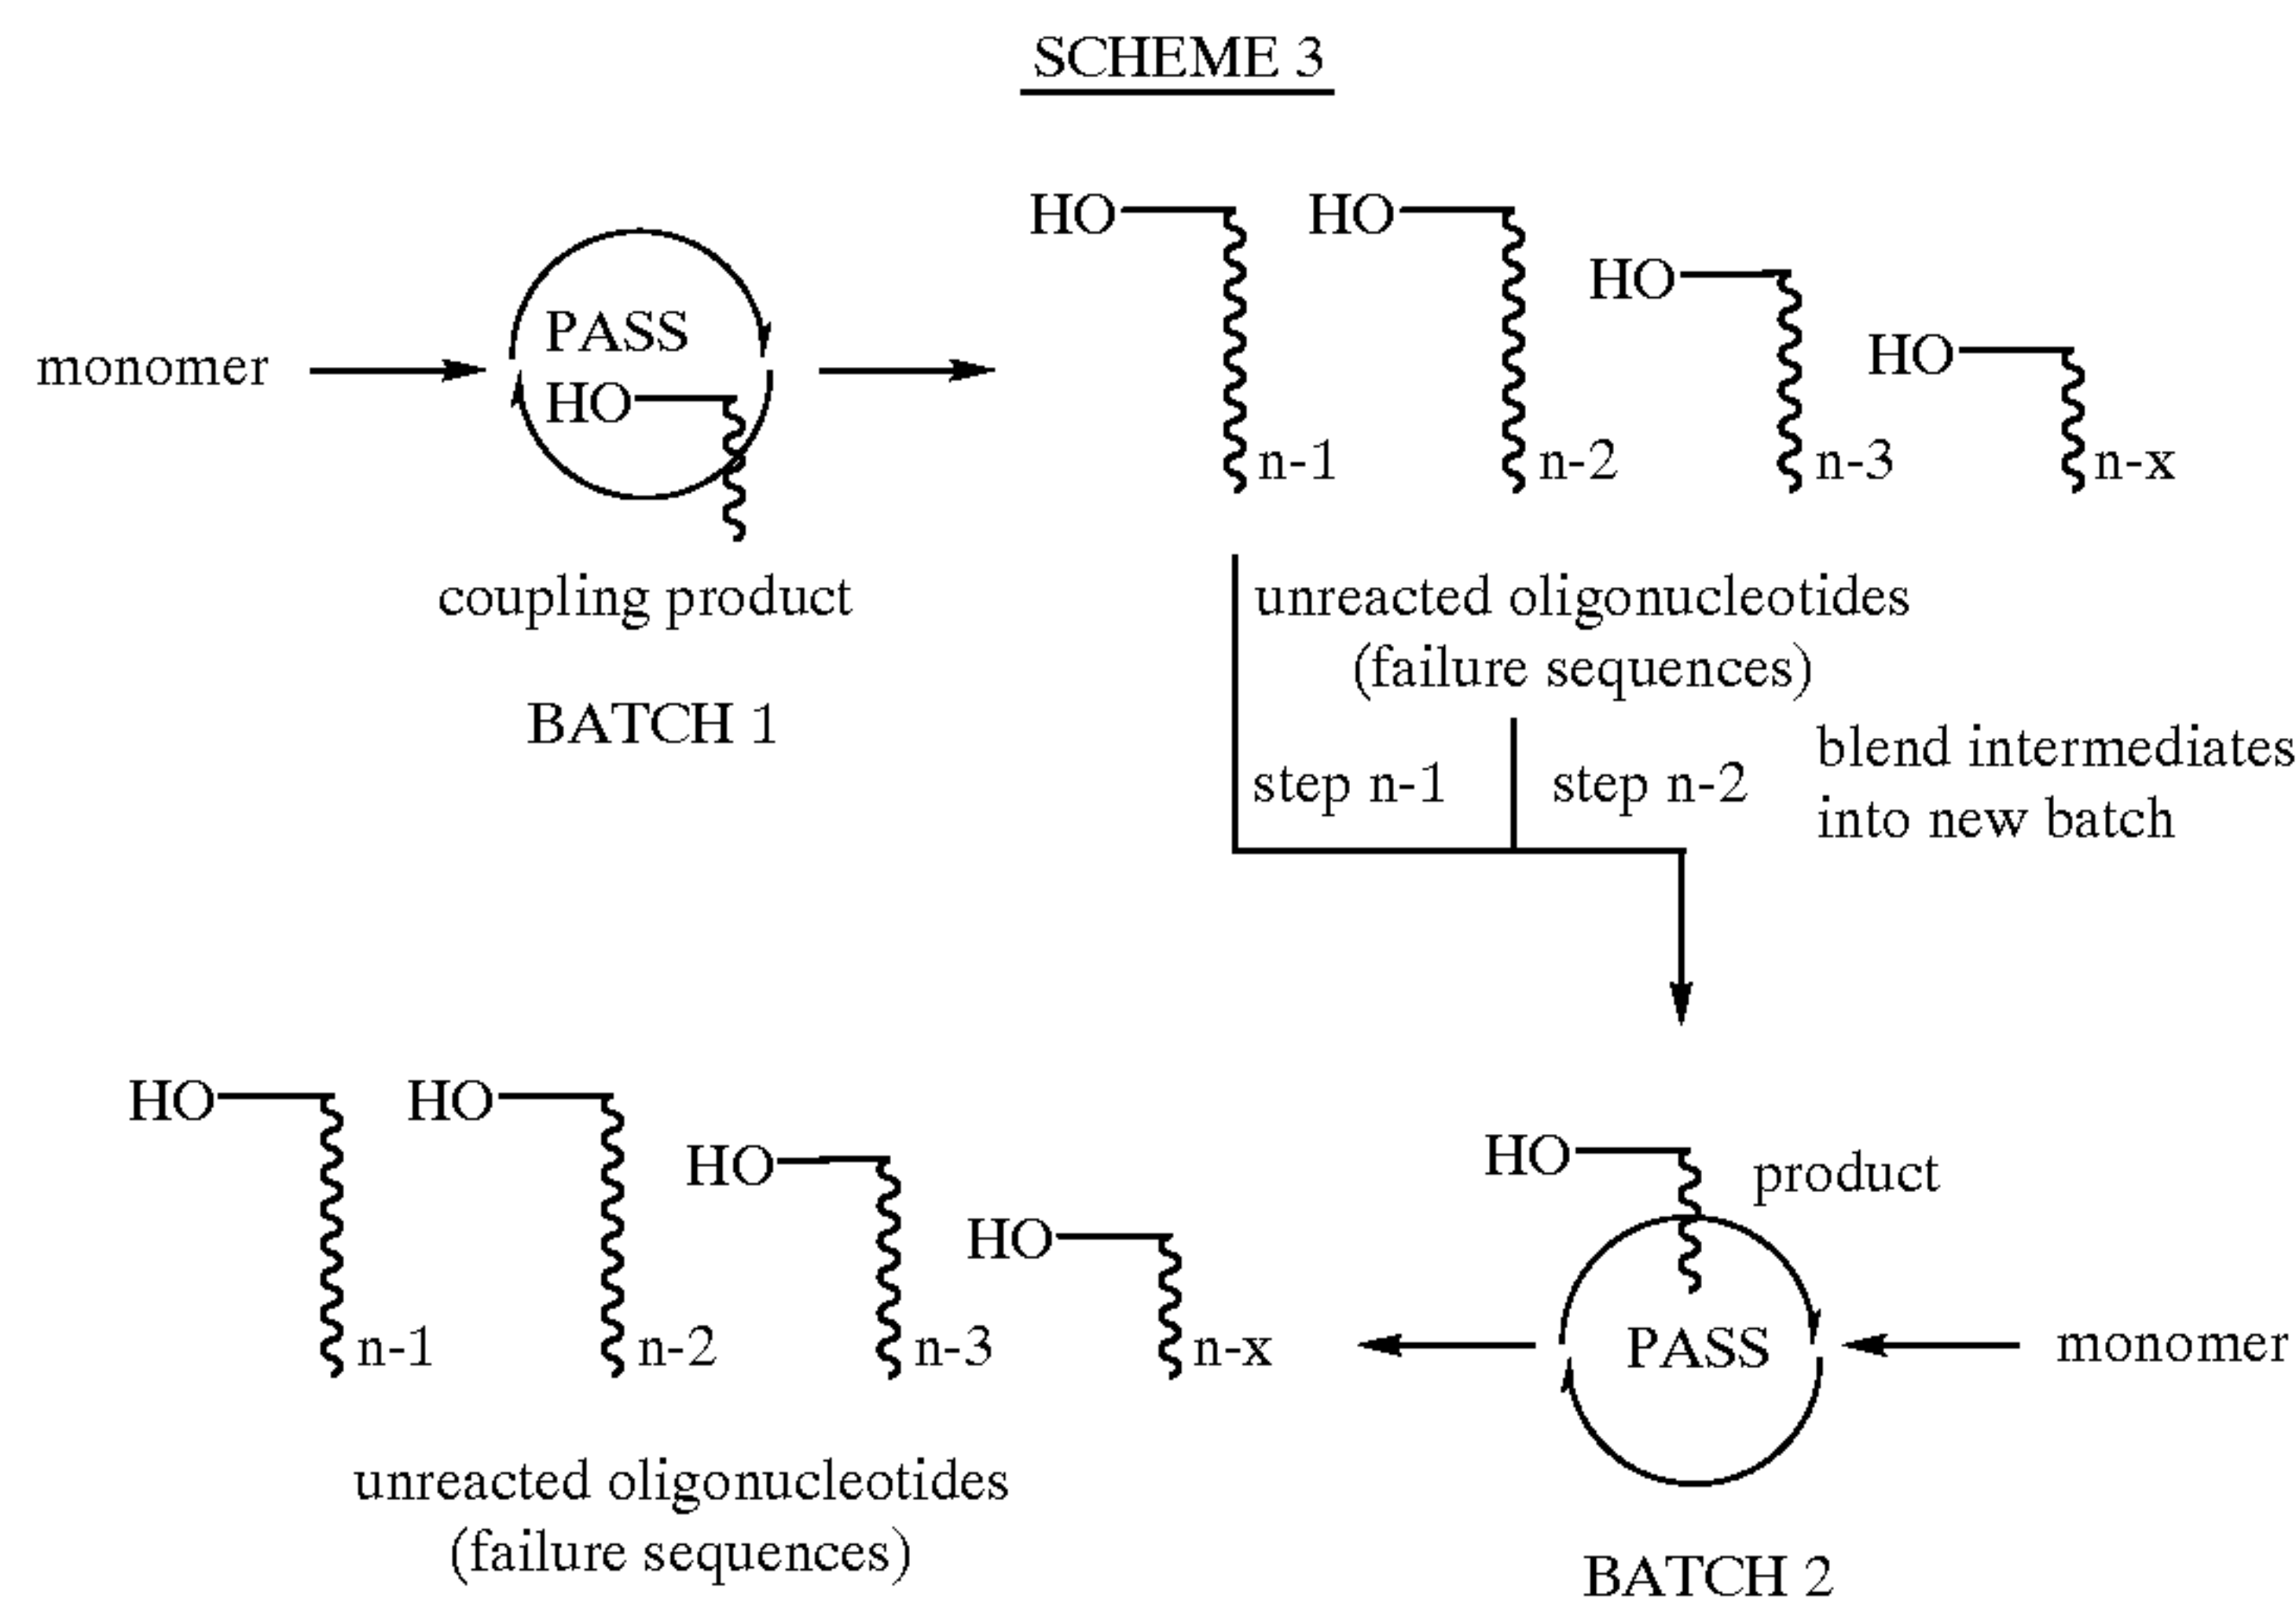 SCHEME 3
HO HO
HO
HO
PASS
monomer
HO
n-1 n-2 n-3 n-x
coupling product
unreacted oligonucleotides
(failure sequences)
BATCH 1
step n-1 step n-2
blend intermediates
into new batch
HO HO
HO
HO
HO
product
n-1 n-2 n-3 n-x
PASS
monomer
unreacted oligonucleotides
(failure sequences)
BATCH 2